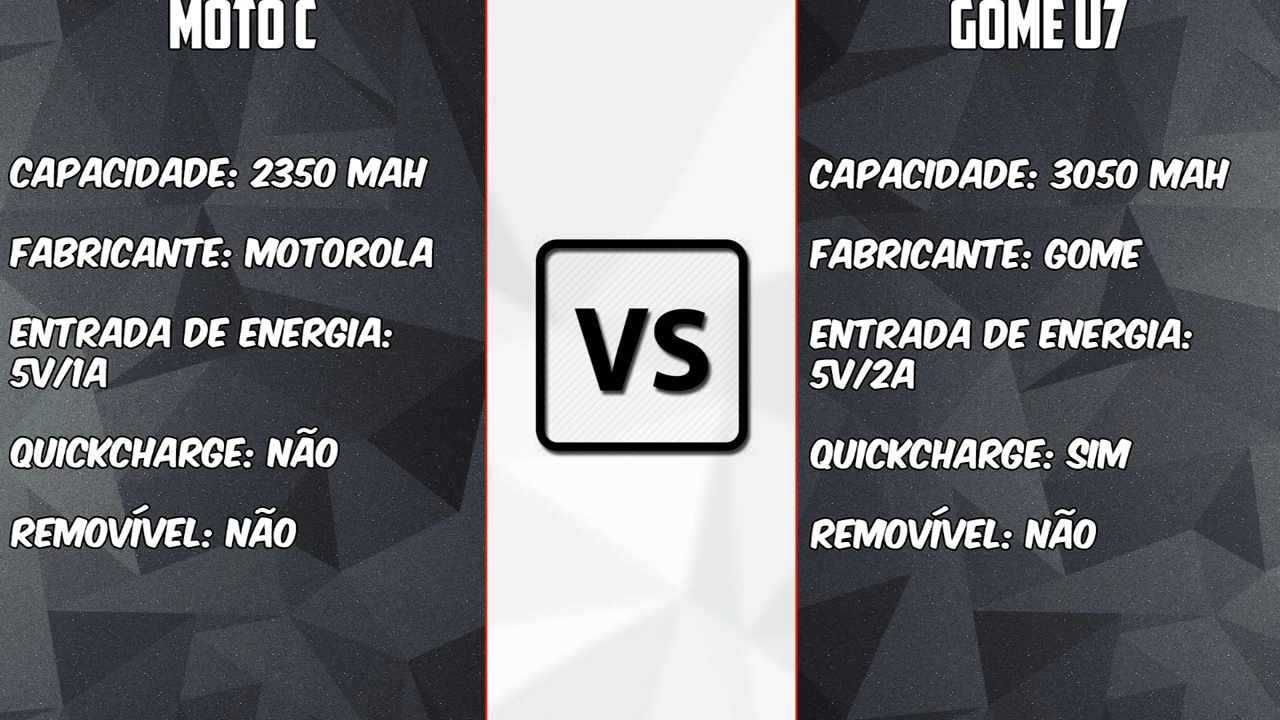 MOTO C
CAPACIDADE: 2350 MAH
FABRICANTE: MOTOROLA
ENTRADA DE ENERGIA:
5V/1A
QUICKCHARGE: NÃO
REMOVÍVEL: NÃO
VS
GOME U7
CAPACIDADE: 3050 MAH
FABRICANTE: GOME
ENTRADA DE ENERGIA:
5V/2A
QUICKCHARGE: SIM
REMOVÍVEL: NÃO